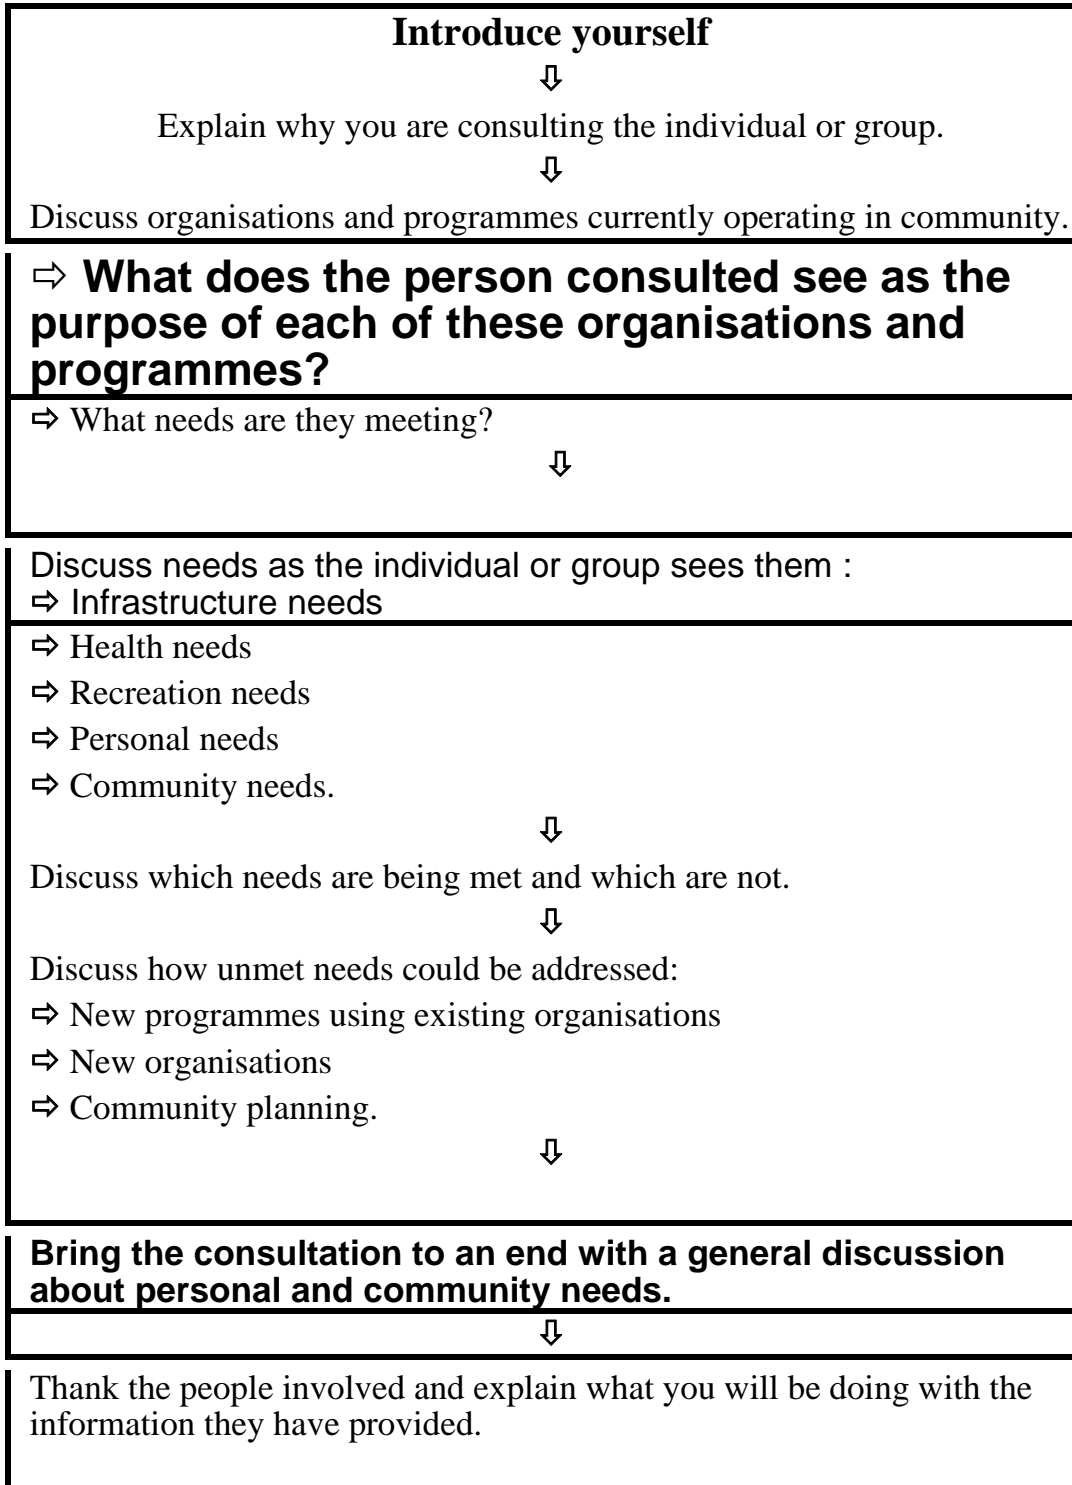 Introduce yourself
⇩
Explain why you are consulting the individual or group.
⇩
Discuss organisations and programmes currently operating in community.
⇨ What does the person consulted see as the
purpose of each of these organisations and
programmes?
⇨ What needs are they meeting?
⇩
Discuss needs as the individual or group sees them :
⇨ Infrastructure needs
⇨ Health needs
⇨ Recreation needs
⇨ Personal needs
⇨ Community needs.
⇩
Discuss which needs are being met and which are not.
⇩
Discuss how unmet needs could be addressed:
⇨ New programmes using existing organisations
⇨ New organisations
⇨ Community planning.
⇩
Bring the consultation to an end with a general discussion
about personal and community needs.
⇩
Thank the people involved and explain what you will be doing with the
information they have provided.